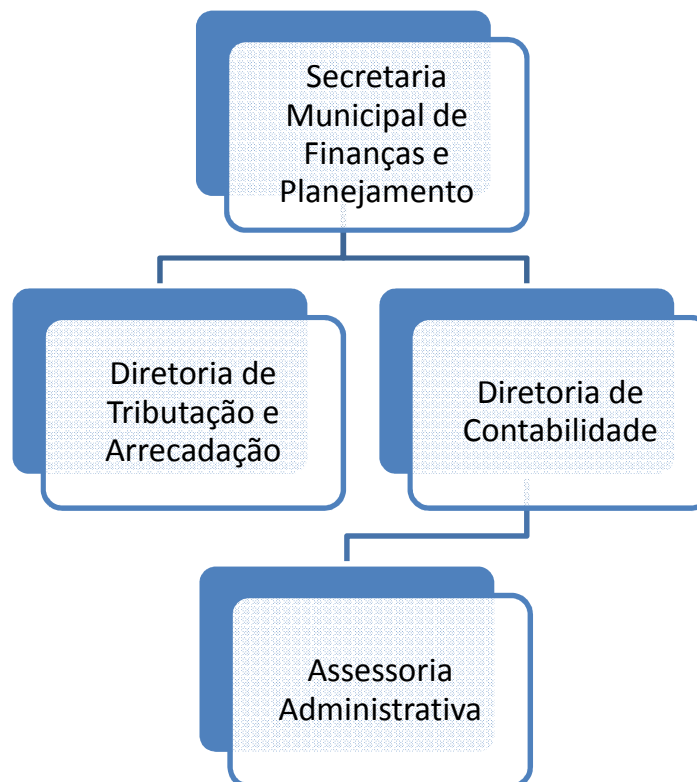 Secretaria
Municipal de
Finanças e
Planejamento
Diretoria de
Tributação e
Arrecadação
Diretoria de
Contabilidade
Assessoria
Administrativa